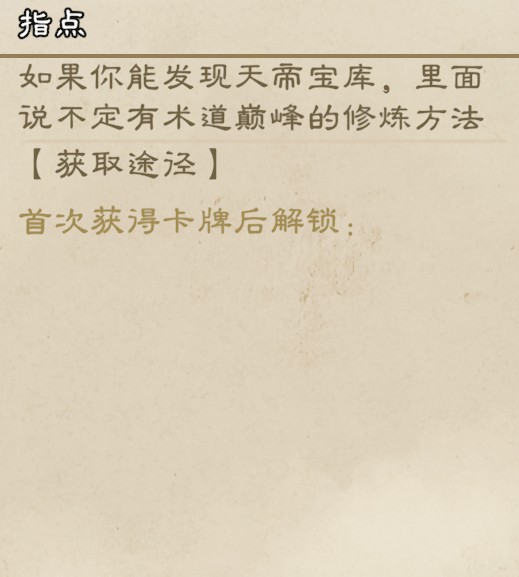 指点
如果你能发现天帝宝库，里面
说不定有术道巅峰的修炼方法
【获取途径】
首次获得卡牌后解锁：